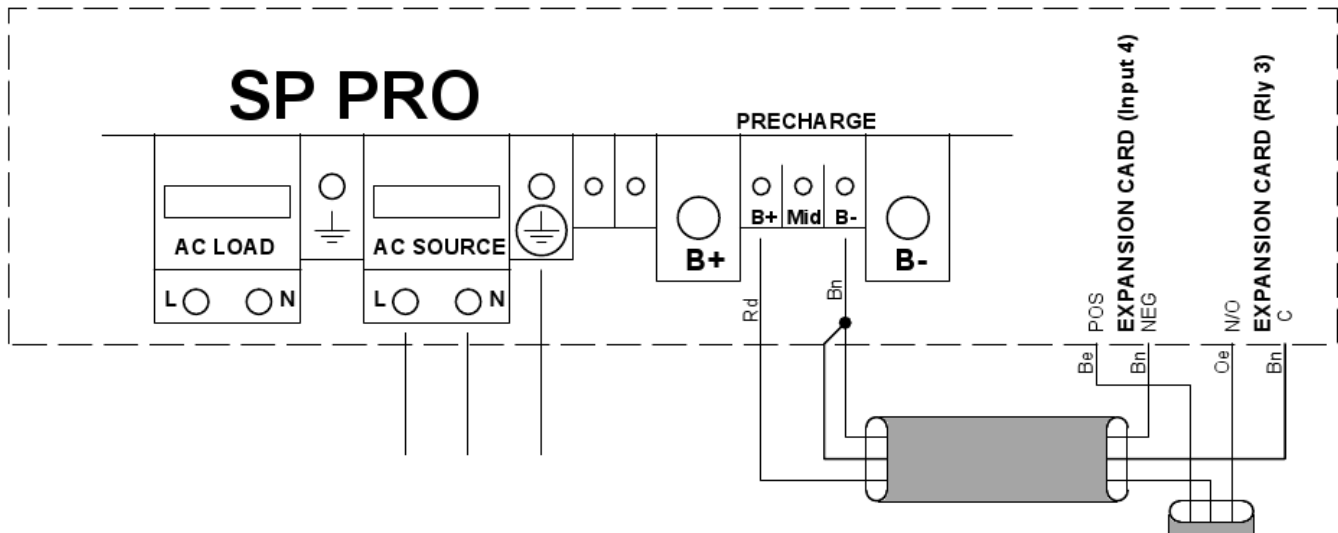 SP PRO
PRECHARGE
AC LOAD
AC SOURCE
L
N
L
N
B+
B+
Mid
B-
B-
Rd
Bn
POS
EXPANSION CARD (Input 4)
NEG
N/O
EXPANSION CARD (Rly 3)
C
Be
Bn
Oe
Bn